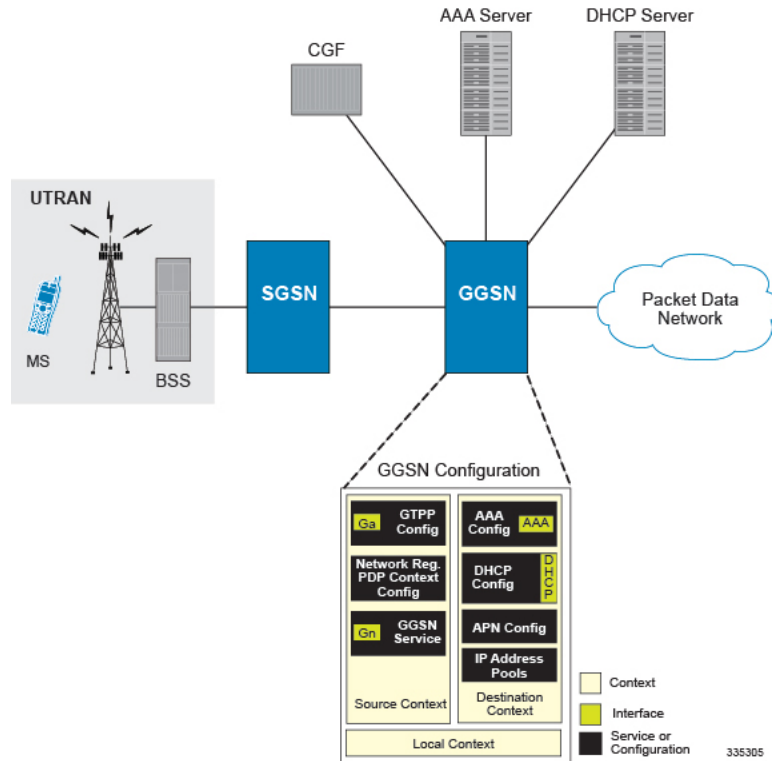 AAA Server
DHCP Server
CGF
UTRAN
MS
BSS
SGSN
GGSN
Packet Data
Network
GGSN Configuration
Ga
GTPP
Config
Network Reg.
PDP Context
Config
Gn
GGSN
Service
Source Context
AAA
Config
AAA
DHCP
Config
DHCP
APN Config
IP Address
Pools
Destination
Context
Local Context
Context
Interface
Service or
Configuration
335305